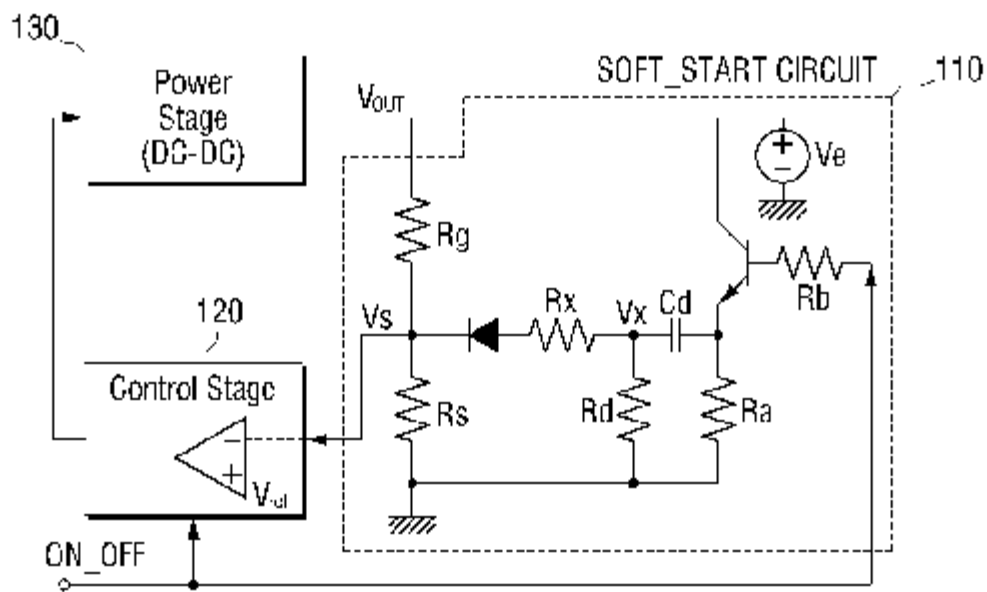 130
Power
Stage
(DC-DC)
SOFT_START CIRCUIT
110
VOUT
Ve
Rg
Rb
Rx
Vx
Cd
Vs
120
Control Stage
Rs
Rd
Ra
ON_OFF